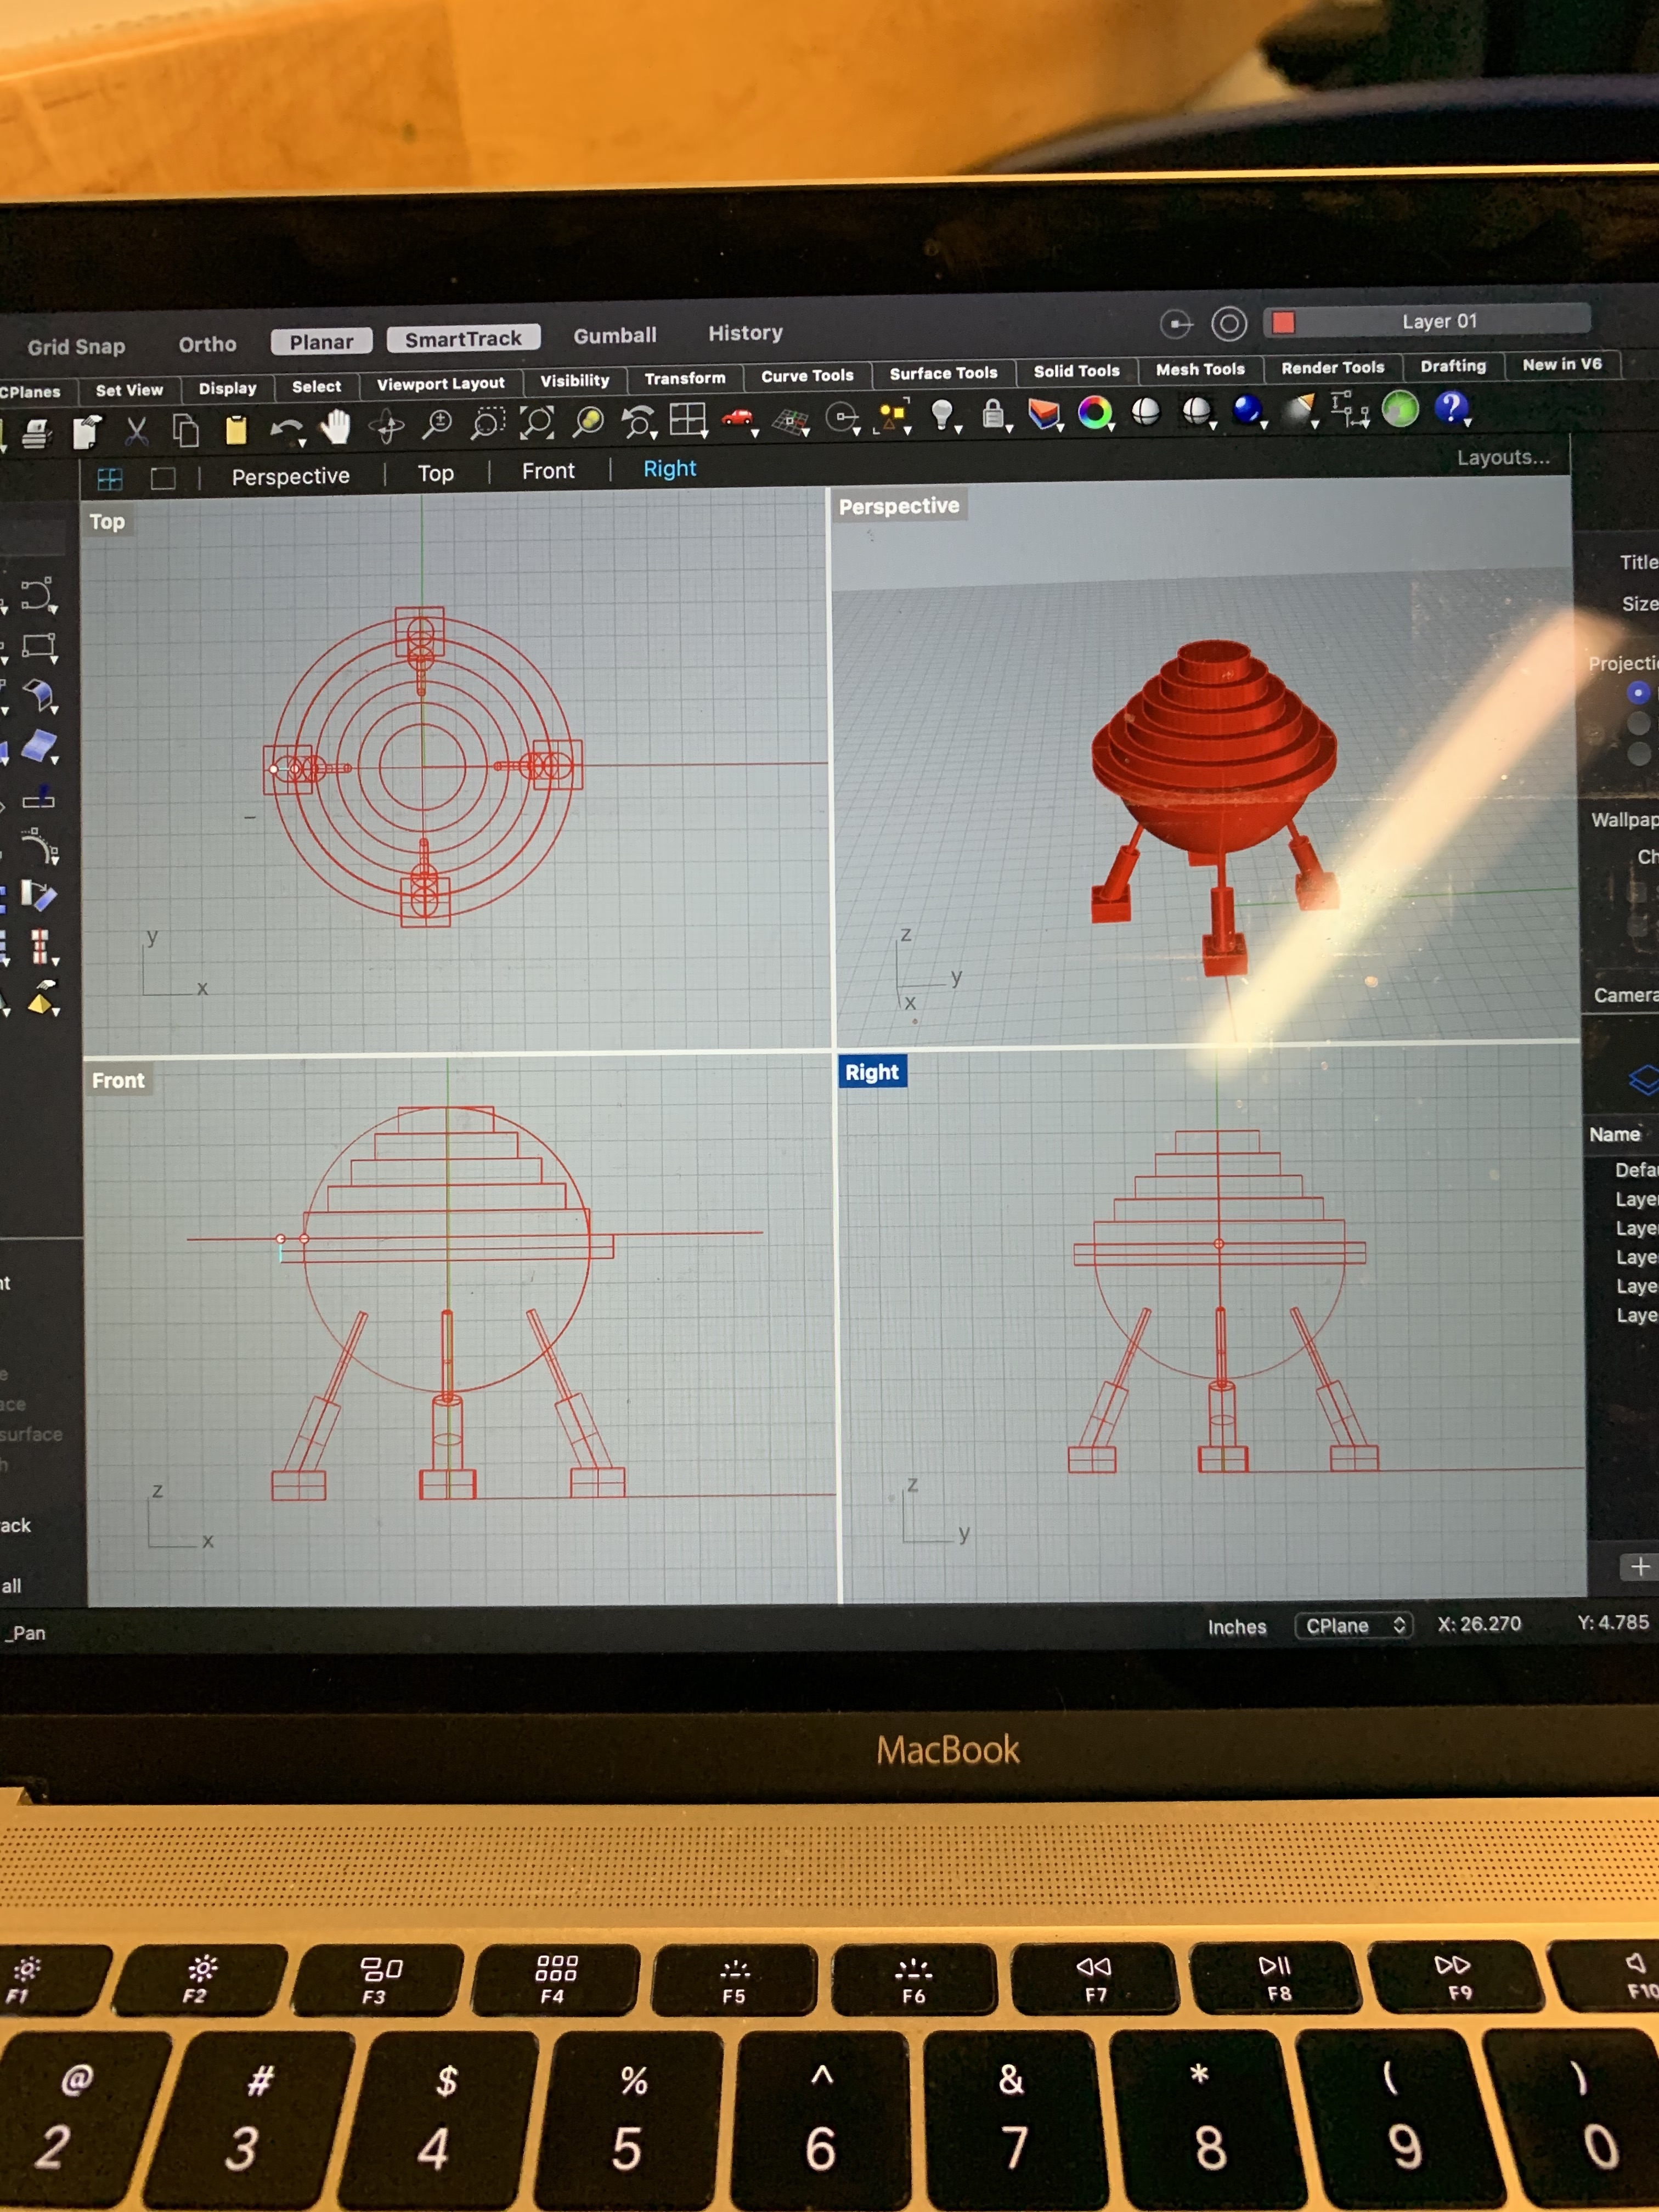 Grid Snap Ortho Planar SmartTrack Gumball History Layer 01
CPlanes Set View Display Select Viewport Layout Visibility Transform Curve Tools Surface Tools Solid Tools Mesh Tools Render Tools Drafting New in V6
Perspective Top Front Right Layouts...
Top
Perspective
Title
Size
Projecti
Wallpap
Ch
Camera
y
x
z
y
x
Front
Right
Name
Defau
Laye
Laye
Laye
Laye
Laye
nt
e
ace
surface
h
ack
all
z
x
z
y
_Pan
Inches CPlane X: 26.270 Y: 4.785
MacBook
F1 F2 F3 F4 F5 F6 F7 F8 F9 F10
@ # $ % ^ & * ( )
2 3 4 5 6 7 8 9 0